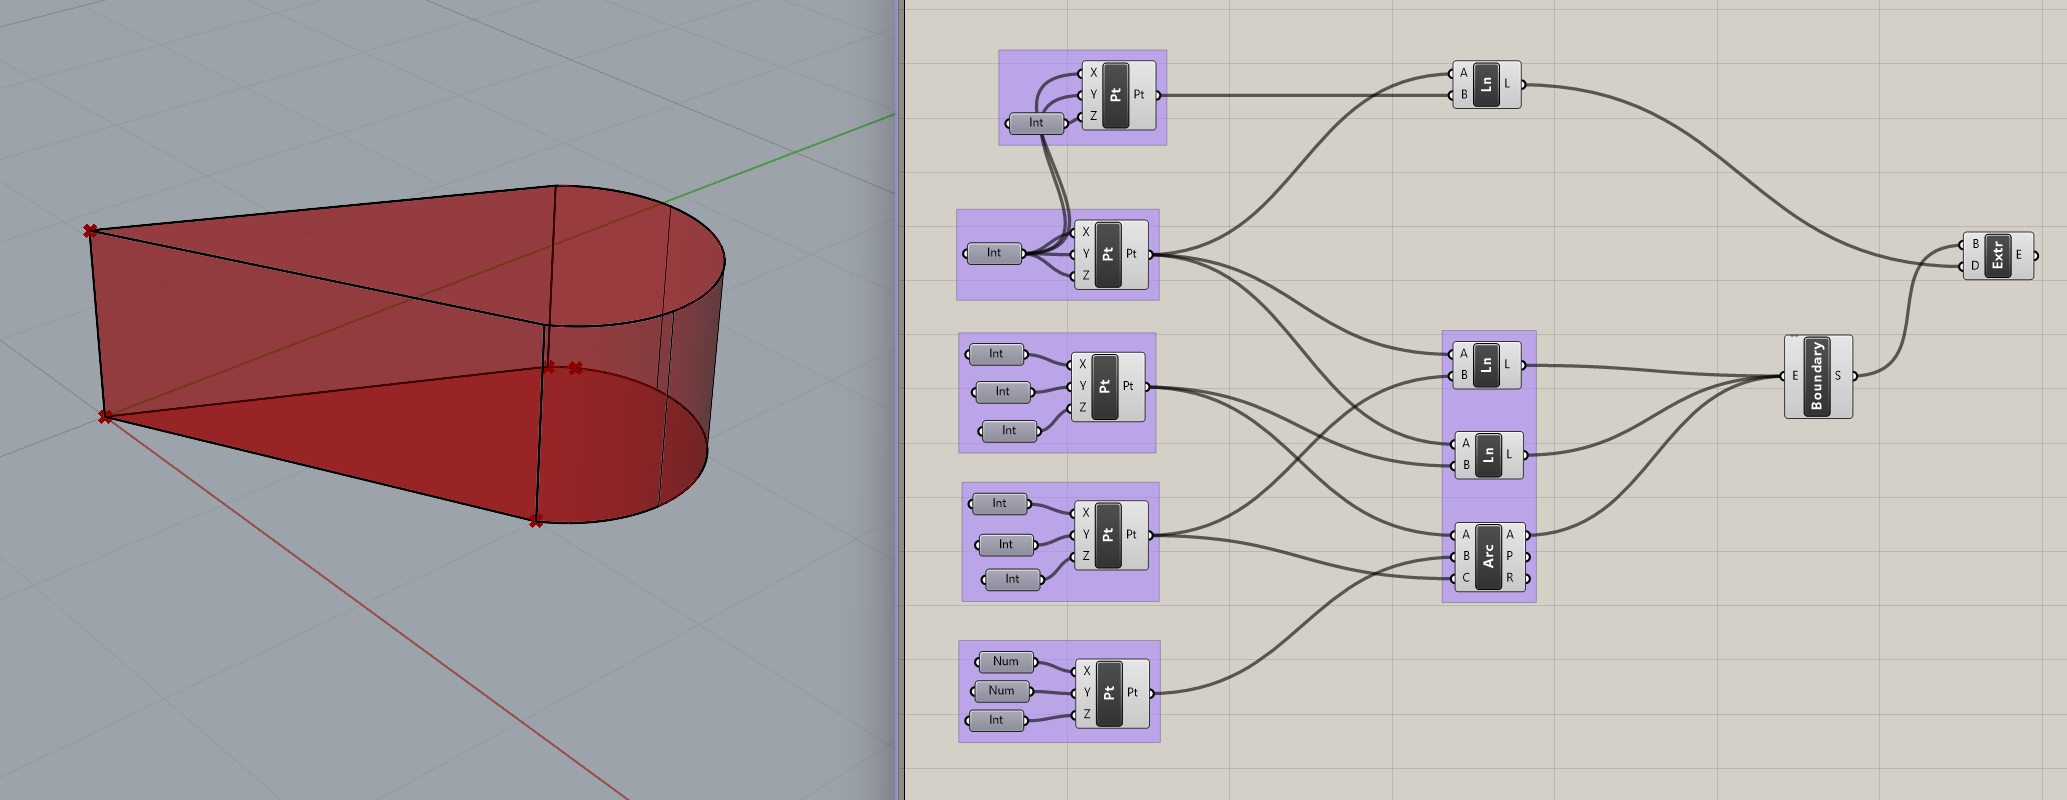 X
Y
Z
Pt
Pt
Int
A
B
Ln
L
Int
X
Y
Z
Pt
Pt
B
D
Extr
E
Int
Int
Int
X
Y
Z
Pt
Pt
A
B
Ln
L
E
Boundary
S
A
B
Ln
L
Int
Int
Int
X
Y
Z
Pt
Pt
A
B
C
Arc
A
P
R
Num
Num
Int
X
Y
Z
Pt
Pt